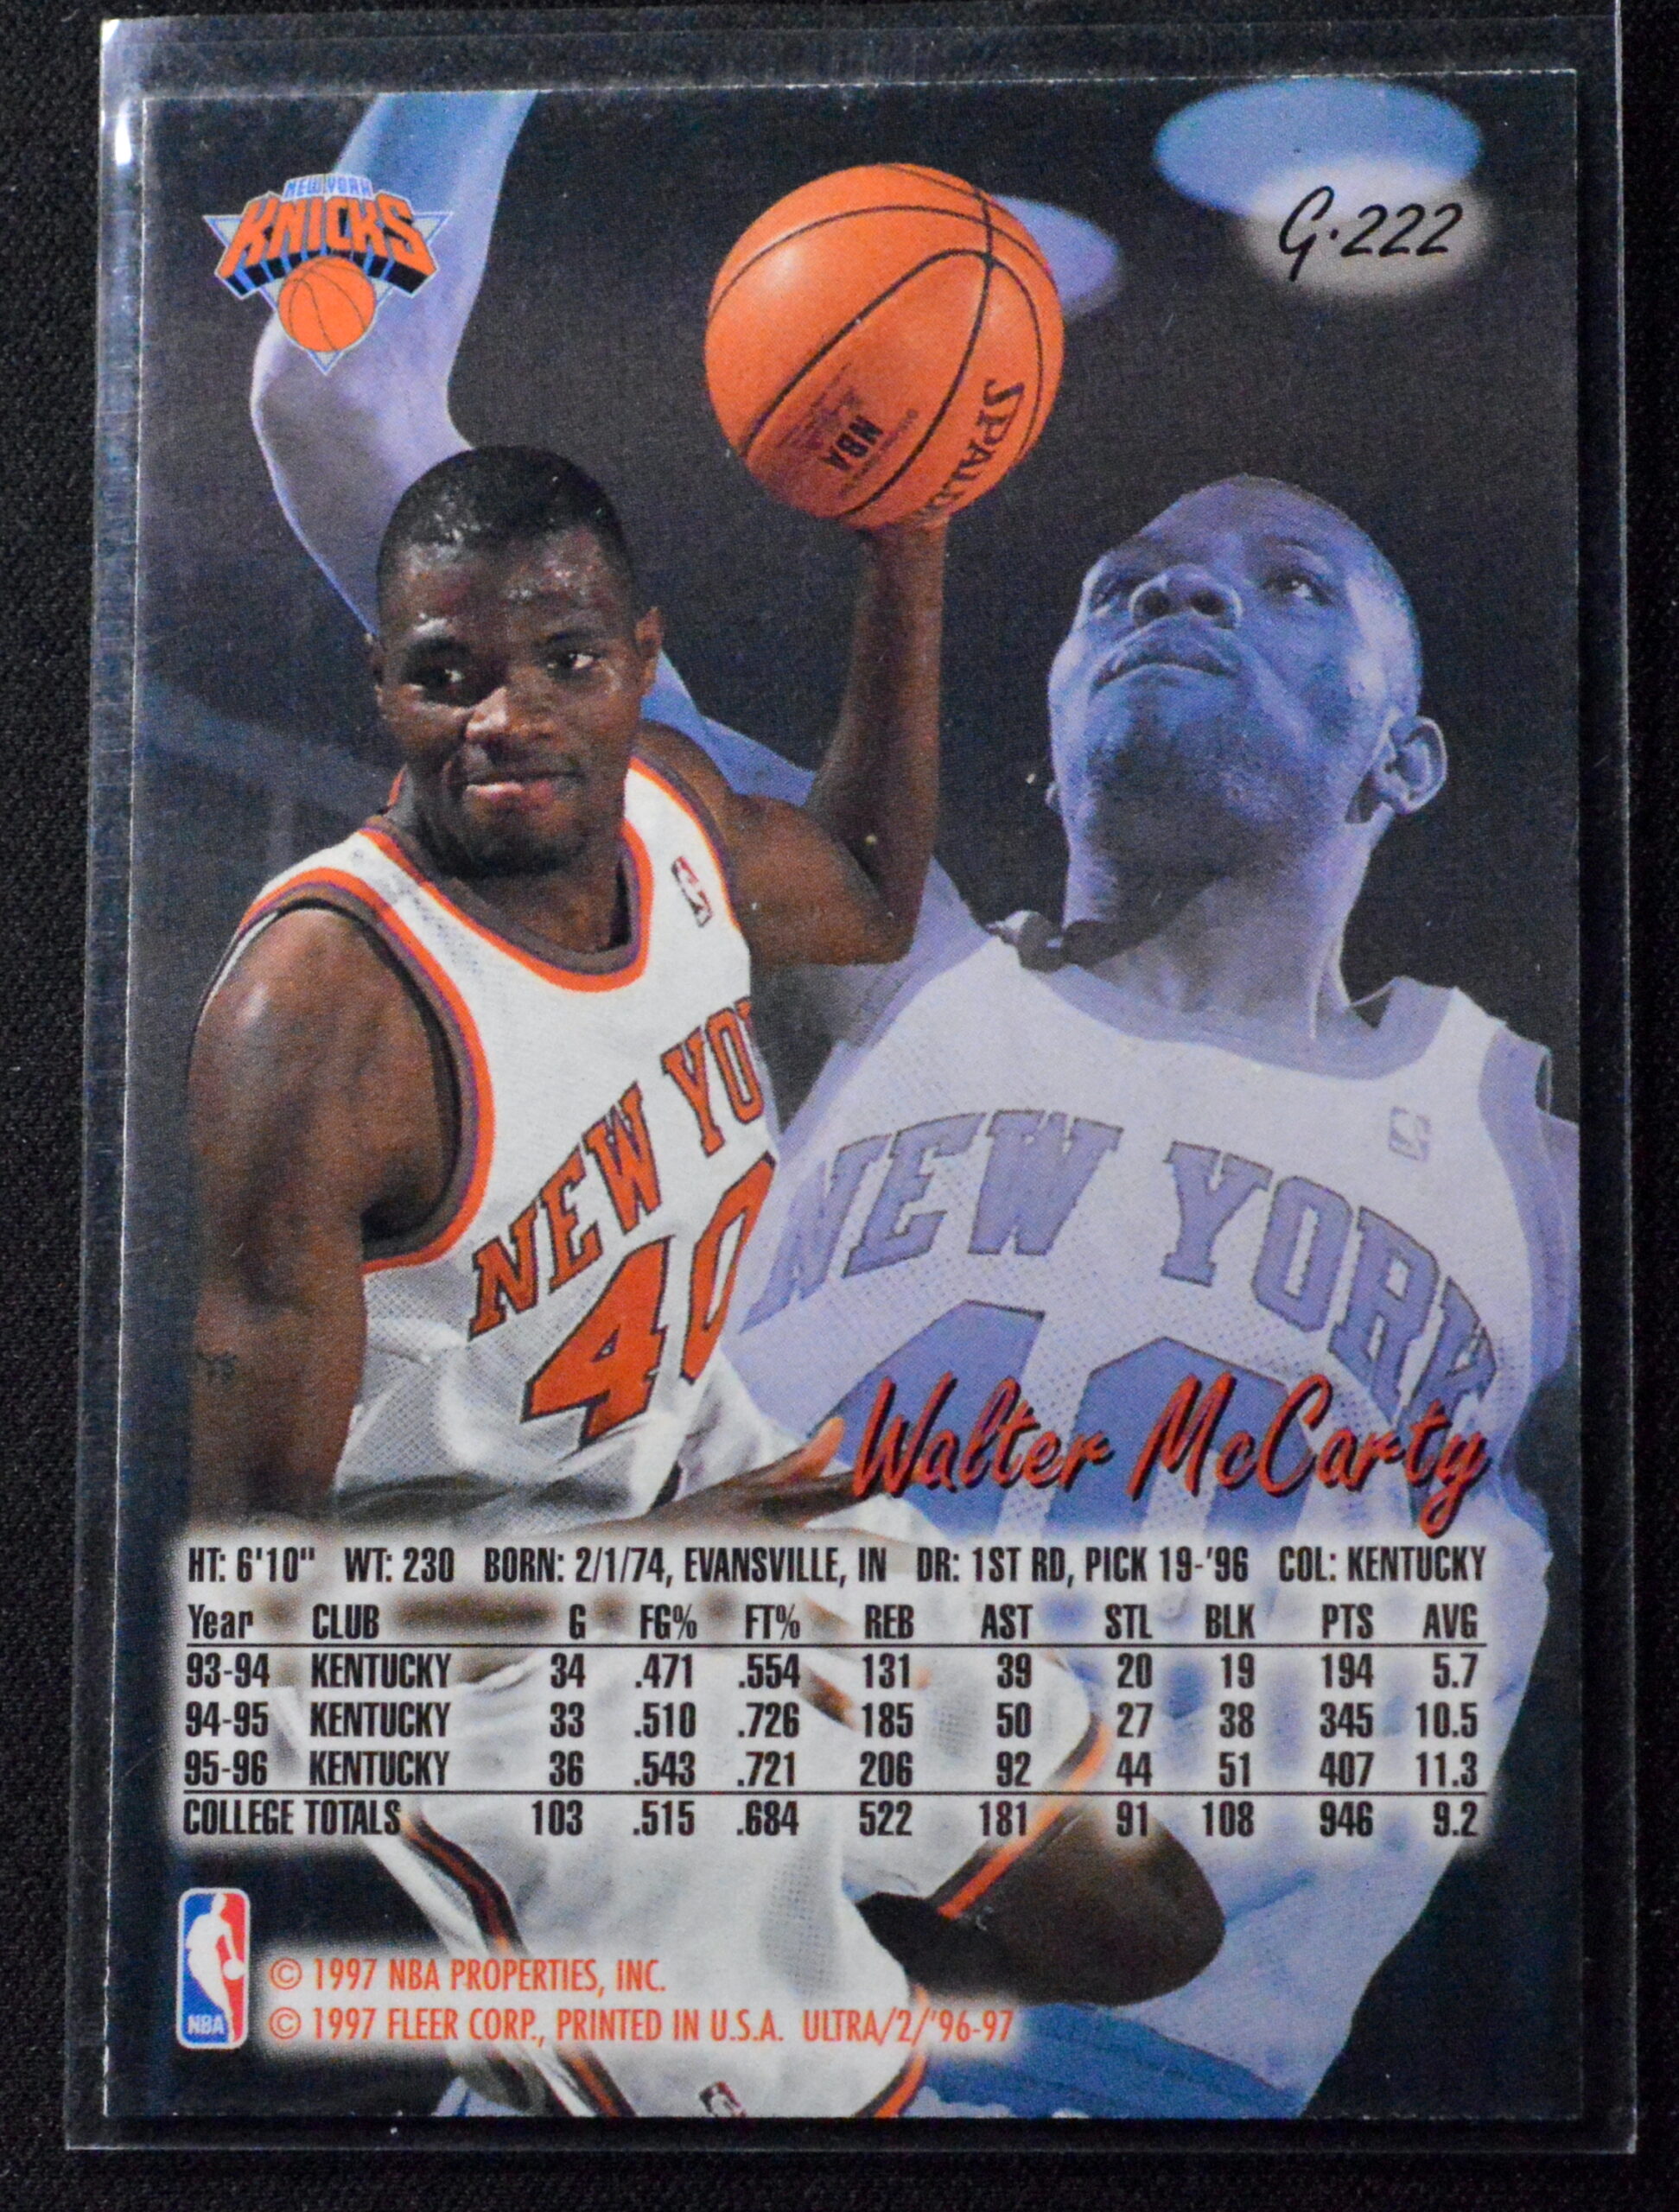 NEW YORK
KNICKS
G·222
NBA
NEW YO
40
NEW YORK
40
Walter McCarty
HT: 6'10" WT: 230 BORN: 2/1/74, EVANSVILLE, IN DR: 1ST RD, PICK 19-'96 COL: KENTUCKY
Year CLUB G FG% FT% REB AST STL BLK PTS AVG
93-94 KENTUCKY 34 .471 .554 131 39 20 19 194 5.7
94-95 KENTUCKY 33 .510 .726 185 50 27 38 345 10.5
95-96 KENTUCKY 36 .543 .721 206 92 44 51 407 11.3
COLLEGE TOTALS 103 .515 .684 522 181 91 108 946 9.2
© 1997 NBA PROPERTIES, INC.
© 1997 FLEER CORP., PRINTED IN U.S.A. ULTRA/2/'96-97
NBA